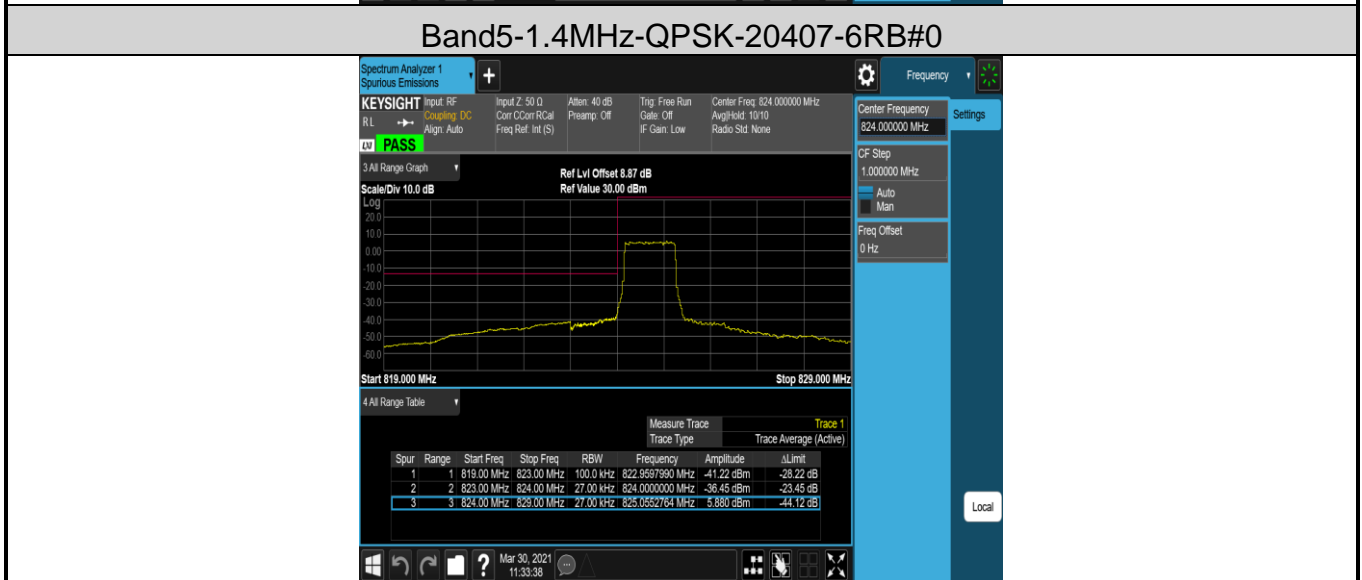 Band5-1.4MHz-QPSK-20407-6RB#0
Spectrum Analyzer 1
Spurious Emissions
+
Frequency
KEYSIGHT
RL
Input: RF
Coupling: DC
Align: Auto
Input Z: 50 Ω
Corr CCorr RCal
Freq Ref: Int (S)
Atten: 40 dB
Preamp: Off
Trig: Free Run
Gate: Off
IF Gain: Low
Center Freq: 824.000000 MHz
Avg|Hold: 10/10
Radio Std: None
LXI PASS
Center Frequency
824.000000 MHz
Settings
CF Step
1.000000 MHz
Auto
Man
Freq Offset
0 Hz
3 All Range Graph
Ref Lvl Offset 8.87 dB
Scale/Div 10.0 dB
Ref Value 30.00 dBm
Log
20.0
10.0
0.00
-10.0
-20.0
-30.0
-40.0
-50.0
-60.0
Start 819.000 MHz
Stop 829.000 MHz
4 All Range Table
Measure Trace Trace 1
Trace Type Trace Average (Active)
Spur Range Start Freq Stop Freq RBW Frequency Amplitude ΔLimit
1 1 819.00 MHz 823.00 MHz 100.0 kHz 822.9597990 MHz -41.22 dBm -28.22 dB
2 2 823.00 MHz 824.00 MHz 27.00 kHz 824.0000000 MHz -36.45 dBm -23.45 dB
3 3 824.00 MHz 829.00 MHz 27.00 kHz 825.0552764 MHz 5.880 dBm -44.12 dB
Local
?
Mar 30, 2021
11:33:38